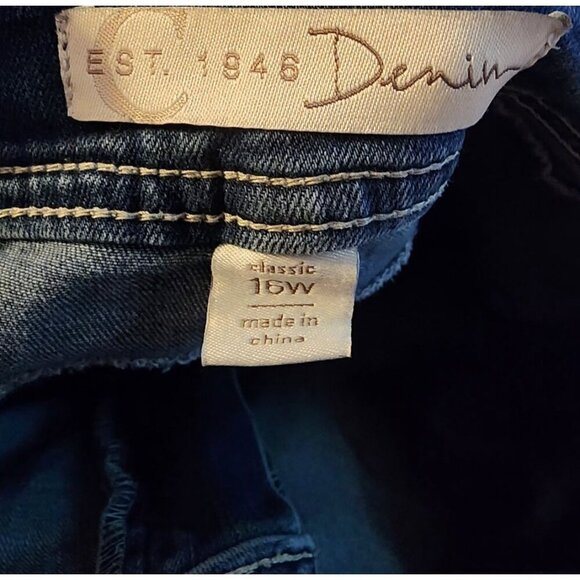 C
EST. 1946 Denim
classic
16W
made in
china